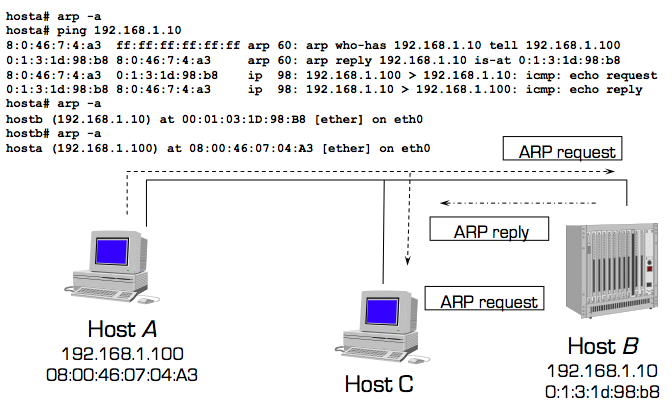 hosta# arp -a
hosta# ping 192.168.1.10
8:0:46:7:4:a3 ff:ff:ff:ff:ff:ff arp 60: arp who-has 192.168.1.10 tell 192.168.1.100
0:1:3:1d:98:b8 8:0:46:7:4:a3 arp 60: arp reply 192.168.1.10 is-at 0:1:3:1d:98:b8
8:0:46:7:4:a3 0:1:3:1d:98:b8 ip 98: 192.168.1.100 > 192.168.1.10: icmp: echo request
0:1:3:1d:98:b8 8:0:46:7:4:a3 ip 98: 192.168.1.10 > 192.168.1.100: icmp: echo reply
hosta# arp -a
hostb (192.168.1.10) at 00:01:03:1D:98:B8 [ether] on eth0
hostb# arp -a
hosta (192.168.1.100) at 08:00:46:07:04:A3 [ether] on eth0
ARP request
ARP reply
ARP request
Host A
192.168.1.100
08:00:46:07:04:A3
Host C
Host B
192.168.1.10
0:1:3:1d:98:b8